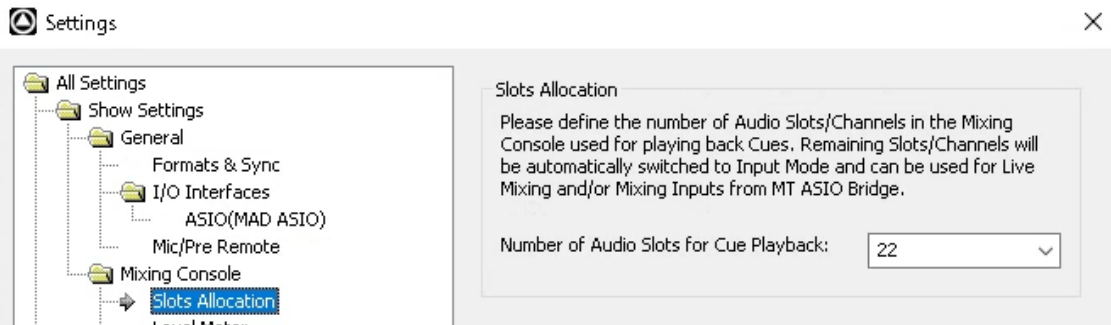 Settings
All Settings
Show Settings
General
Formats & Sync
I/O Interfaces
ASIO(MAD ASIO)
Mic/Pre Remote
Mixing Console
Slots Allocation
Level Meter
Slots Allocation
Please define the number of Audio Slots/Channels in the Mixing
Console used for playing back Cues. Remaining Slots/Channels will
be automatically switched to Input Mode and can be used for Live
Mixing and/or Mixing Inputs from MT ASIO Bridge.
Number of Audio Slots for Cue Playback:
22